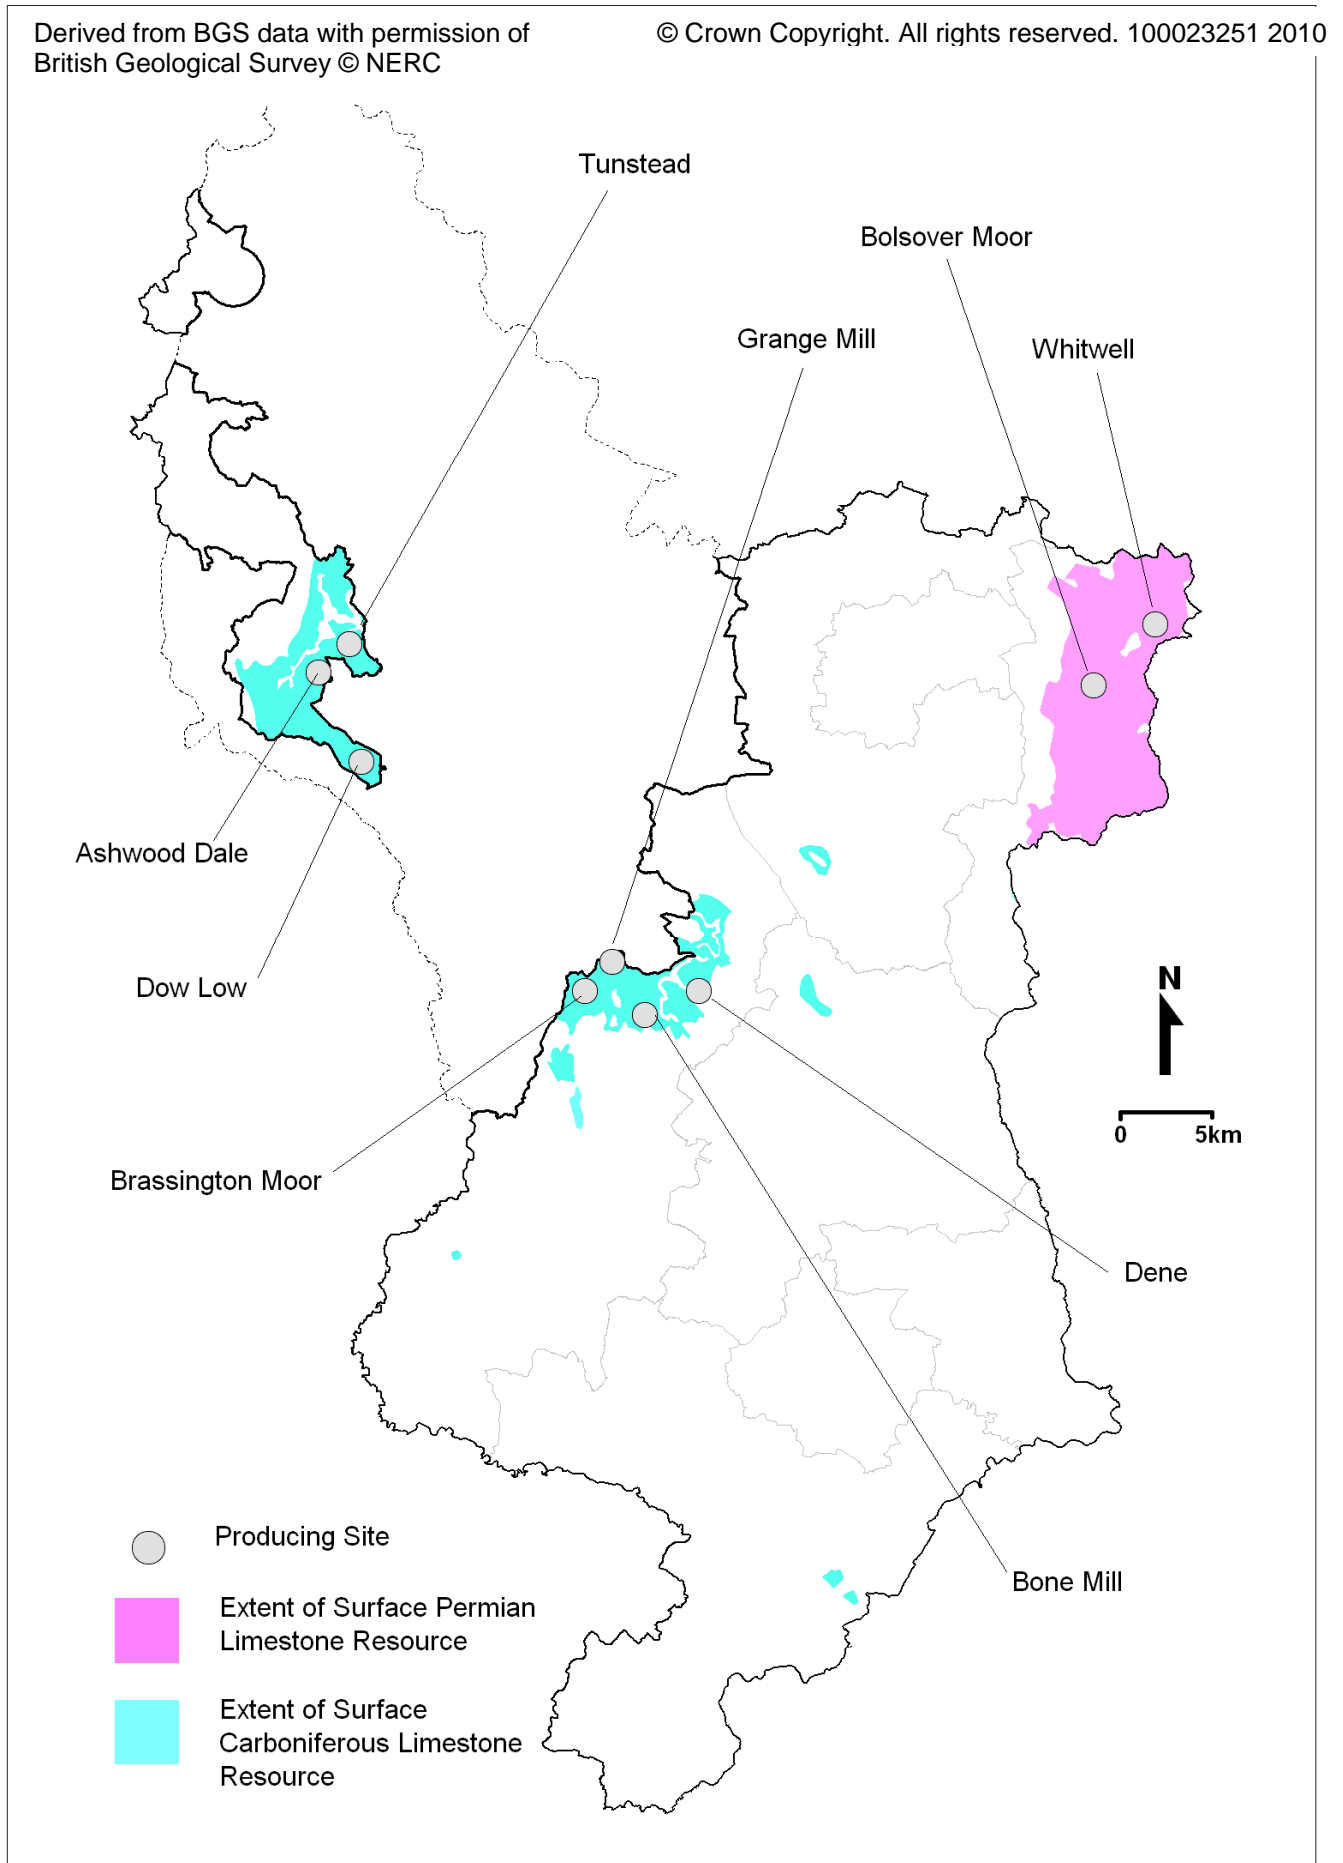 Derived from BGS data with permission of
British Geological Survey © NERC
© Crown Copyright. All rights reserved. 100023251 2010
Tunstead
Bolsover Moor
Grange Mill
Whitwell
Ashwood Dale
Dow Low
N
0 5km
Brassington Moor
Dene
Bone Mill
Producing Site
Extent of Surface Permian
Limestone Resource
Extent of Surface
Carboniferous Limestone
Resource